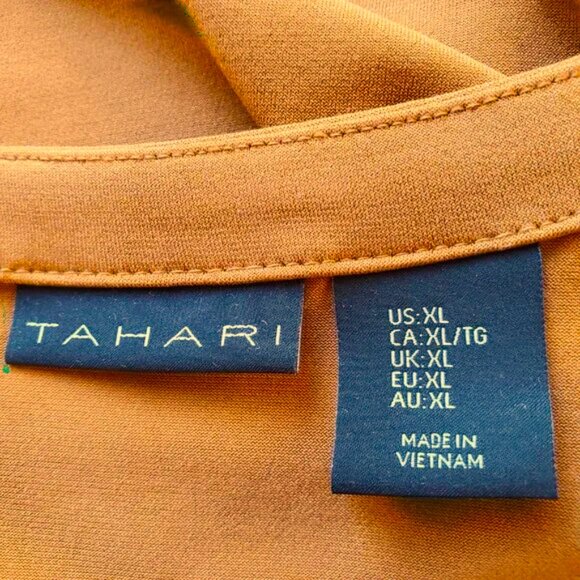 TAHARI
US:XL
CA:XL/TG
UK:XL
EU:XL
AU:XL
MADE IN
VIETNAM